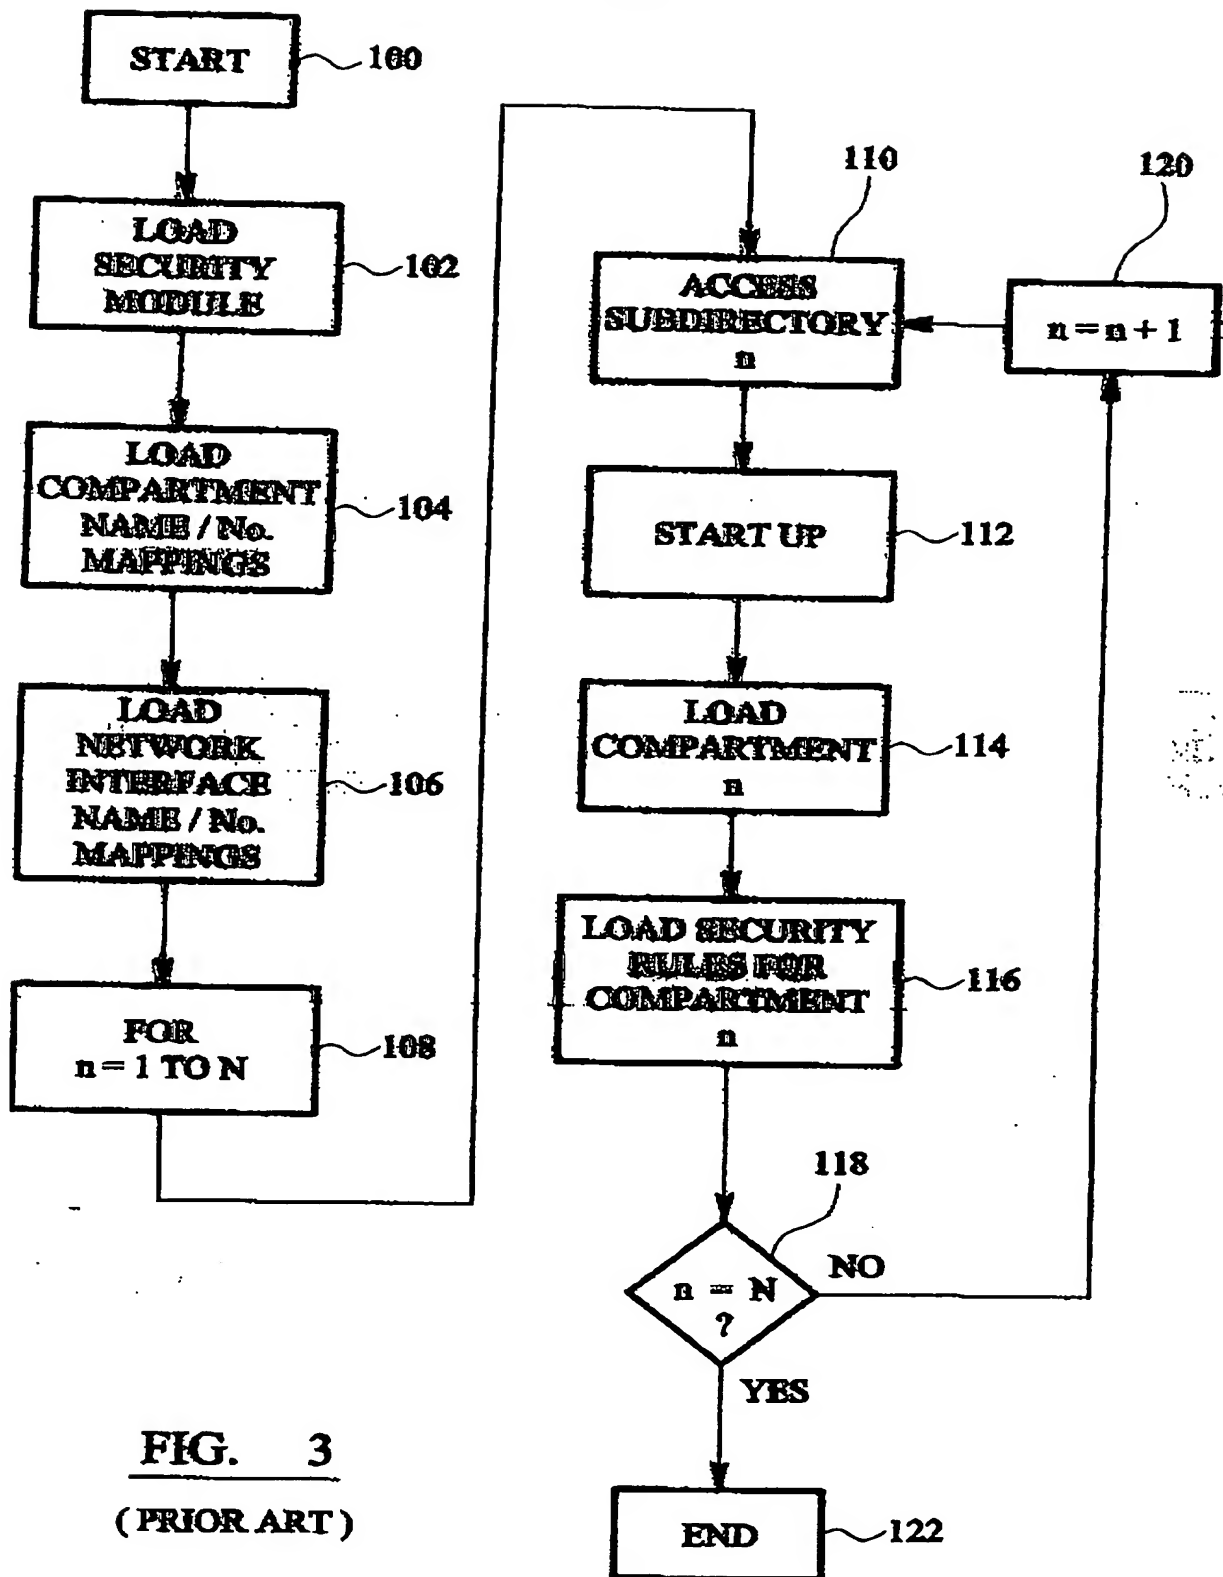 START
100
LOAD
SECURITY
MODULE
102
LOAD
COMPARTMENT
NAME / No.
MAPPINGS
104
LOAD
NETWORK
INTERFACE
NAME / No.
MAPPINGS
106
FOR
n = 1 TO N
108
110
ACCESS
SUBDIRECTORY
n
120
n = n + 1
START UP
112
LOAD
COMPARTMENT
n
114
LOAD SECURITY
RULES FOR
COMPARTMENT
n
116
118
n = N
?
NO
YES
END
122
FIG. 3
( PRIOR ART )